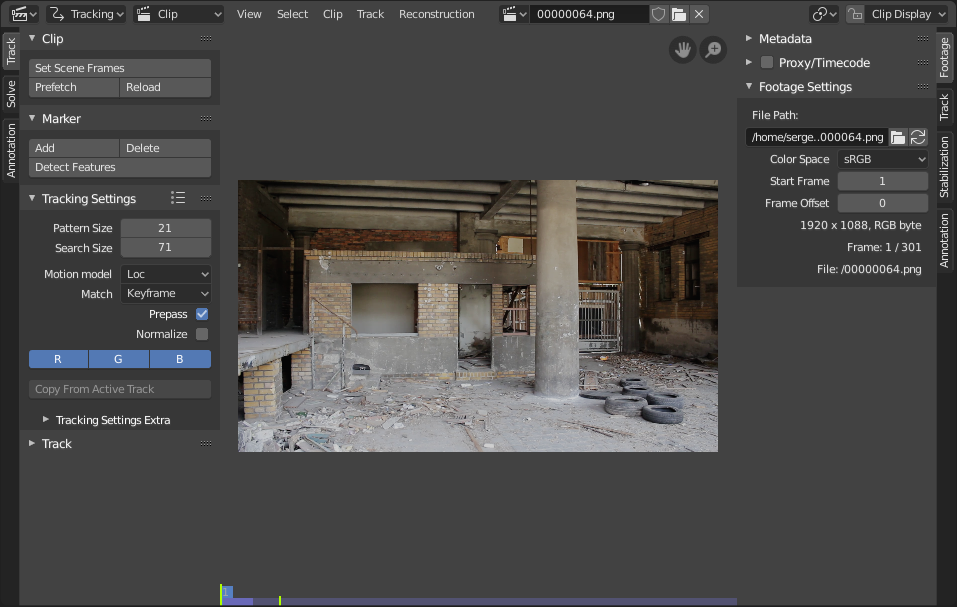 Tracking Clip View Select Clip Track Reconstruction 00000064.png Clip Display
Track
Solve
Annotation
Clip
Set Scene Frames
Prefetch Reload
Marker
Add Delete
Detect Features
Tracking Settings
Pattern Size 21
Search Size 71
Motion model Loc
Match Keyframe
Prepass
Normalize
R G B
Copy From Active Track
Tracking Settings Extra
Track
1
Metadata
Proxy/Timecode
Footage Settings
File Path:
/home/serge..000064.png
Color Space sRGB
Start Frame 1
Frame Offset 0
1920 x 1088, RGB byte
Frame: 1 / 301
File: /00000064.png
Footage
Track
Stabilization
Annotation